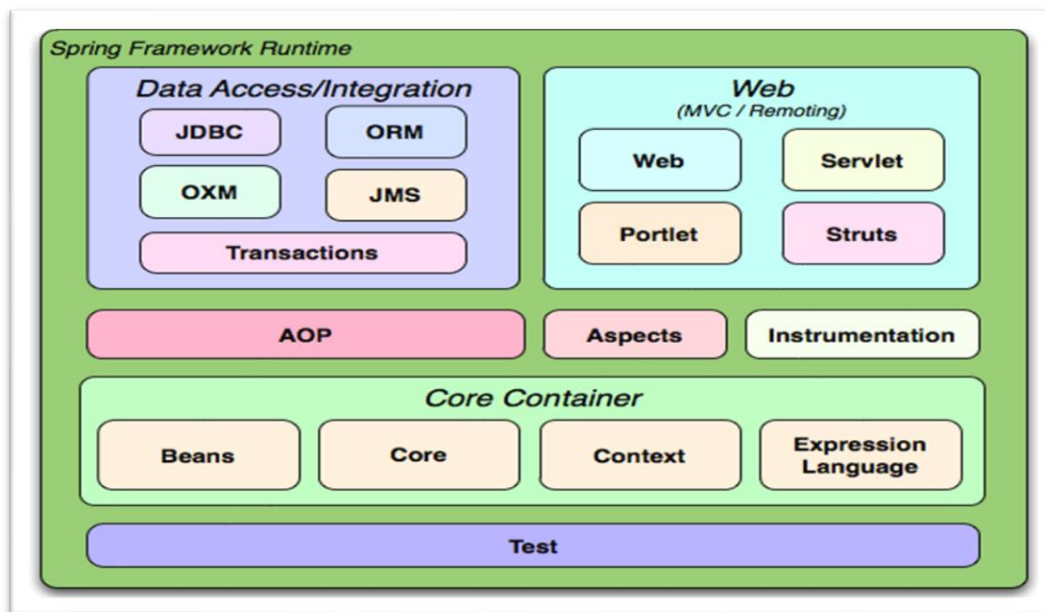 Spring Framework Runtime
Data Access/Integration
JDBC
ORM
OXM
JMS
Transactions
Web
(MVC / Remoting)
Web
Servlet
Portlet
Struts
AOP
Aspects
Instrumentation
Core Container
Beans
Core
Context
Expression
Language
Test